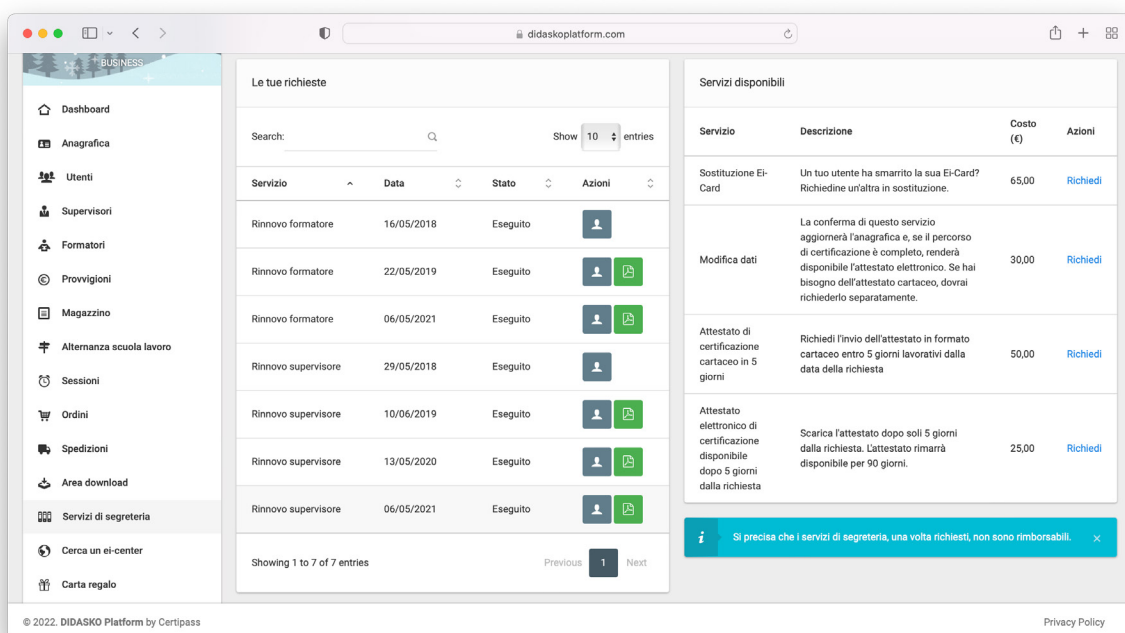 didaskoplatform.com
BUSINESS
Dashboard
Anagrafica
Utenti
Supervisori
Formatori
Provvigioni
Magazzino
Alternanza scuola lavoro
Sessioni
Ordini
Spedizioni
Area download
Servizi di segreteria
Cerca un ei-center
Carta regalo
Le tue richieste
Search:
Show 10 entries
Servizio Data Stato Azioni
Rinnovo formatore 16/05/2018 Eseguito
Rinnovo formatore 22/05/2019 Eseguito
Rinnovo formatore 06/05/2021 Eseguito
Rinnovo supervisore 29/05/2018 Eseguito
Rinnovo supervisore 10/06/2019 Eseguito
Rinnovo supervisore 13/05/2020 Eseguito
Rinnovo supervisore 06/05/2021 Eseguito
Showing 1 to 7 of 7 entries
Previous 1 Next
Servizi disponibili
Servizio Descrizione Costo (€) Azioni
Sostituzione Ei-
Card
Un tuo utente ha smarrito la sua Ei-Card?
Richiedine un'altra in sostituzione.
65,00
Richiedi
Modifica dati
La conferma di questo servizio
aggiornerà l'anagrafica e, se il percorso
di certificazione è completo, renderà
disponibile l'attestato elettronico. Se hai
bisogno dell'attestato cartaceo, dovrai
richiederlo separatamente.
30,00
Richiedi
Attestato di
certificazione
cartaceo in 5
giorni
Richiedi l'invio dell'attestato in formato
cartaceo entro 5 giorni lavorativi dalla
data della richiesta
50,00
Richiedi
Attestato
elettronico di
certificazione
disponibile
dopo 5 giorni
dalla richiesta
Scarica l'attestato dopo soli 5 giorni
dalla richiesta. L'attestato rimarrà
disponibile per 90 giorni.
25,00
Richiedi
i Si precisa che i servizi di segreteria, una volta richiesti, non sono rimborsabili. ×
© 2022. DIDASKO Platform by Certipass
Privacy Policy